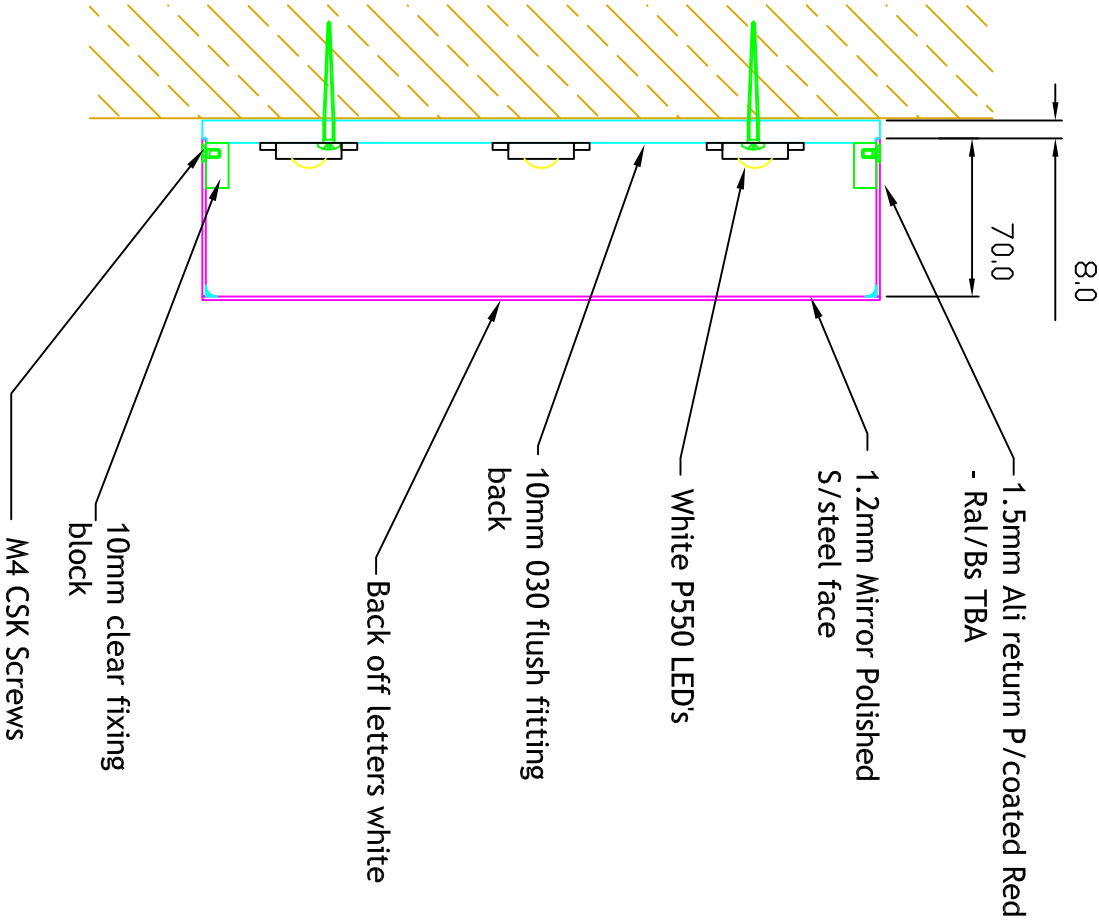 8.0
70.0
1.5mm Ali return P/coated Red
- Ral/Bs TBA
1.2mm Mirror Polished
S/steel face
White P550 LED's
10mm 030 flush fitting
back
Back off letters white
10mm clear fixing
block
M4 CSK Screws